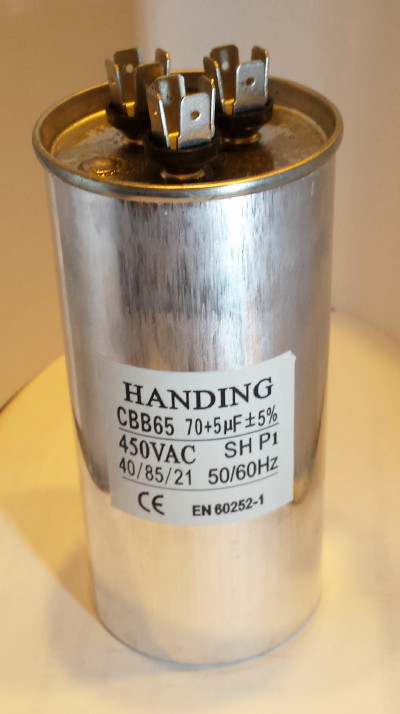 HANDING
CBB65 70+5µF±5%
450VAC SH P1
40/85/21 50/60Hz
CE EN 60252-1